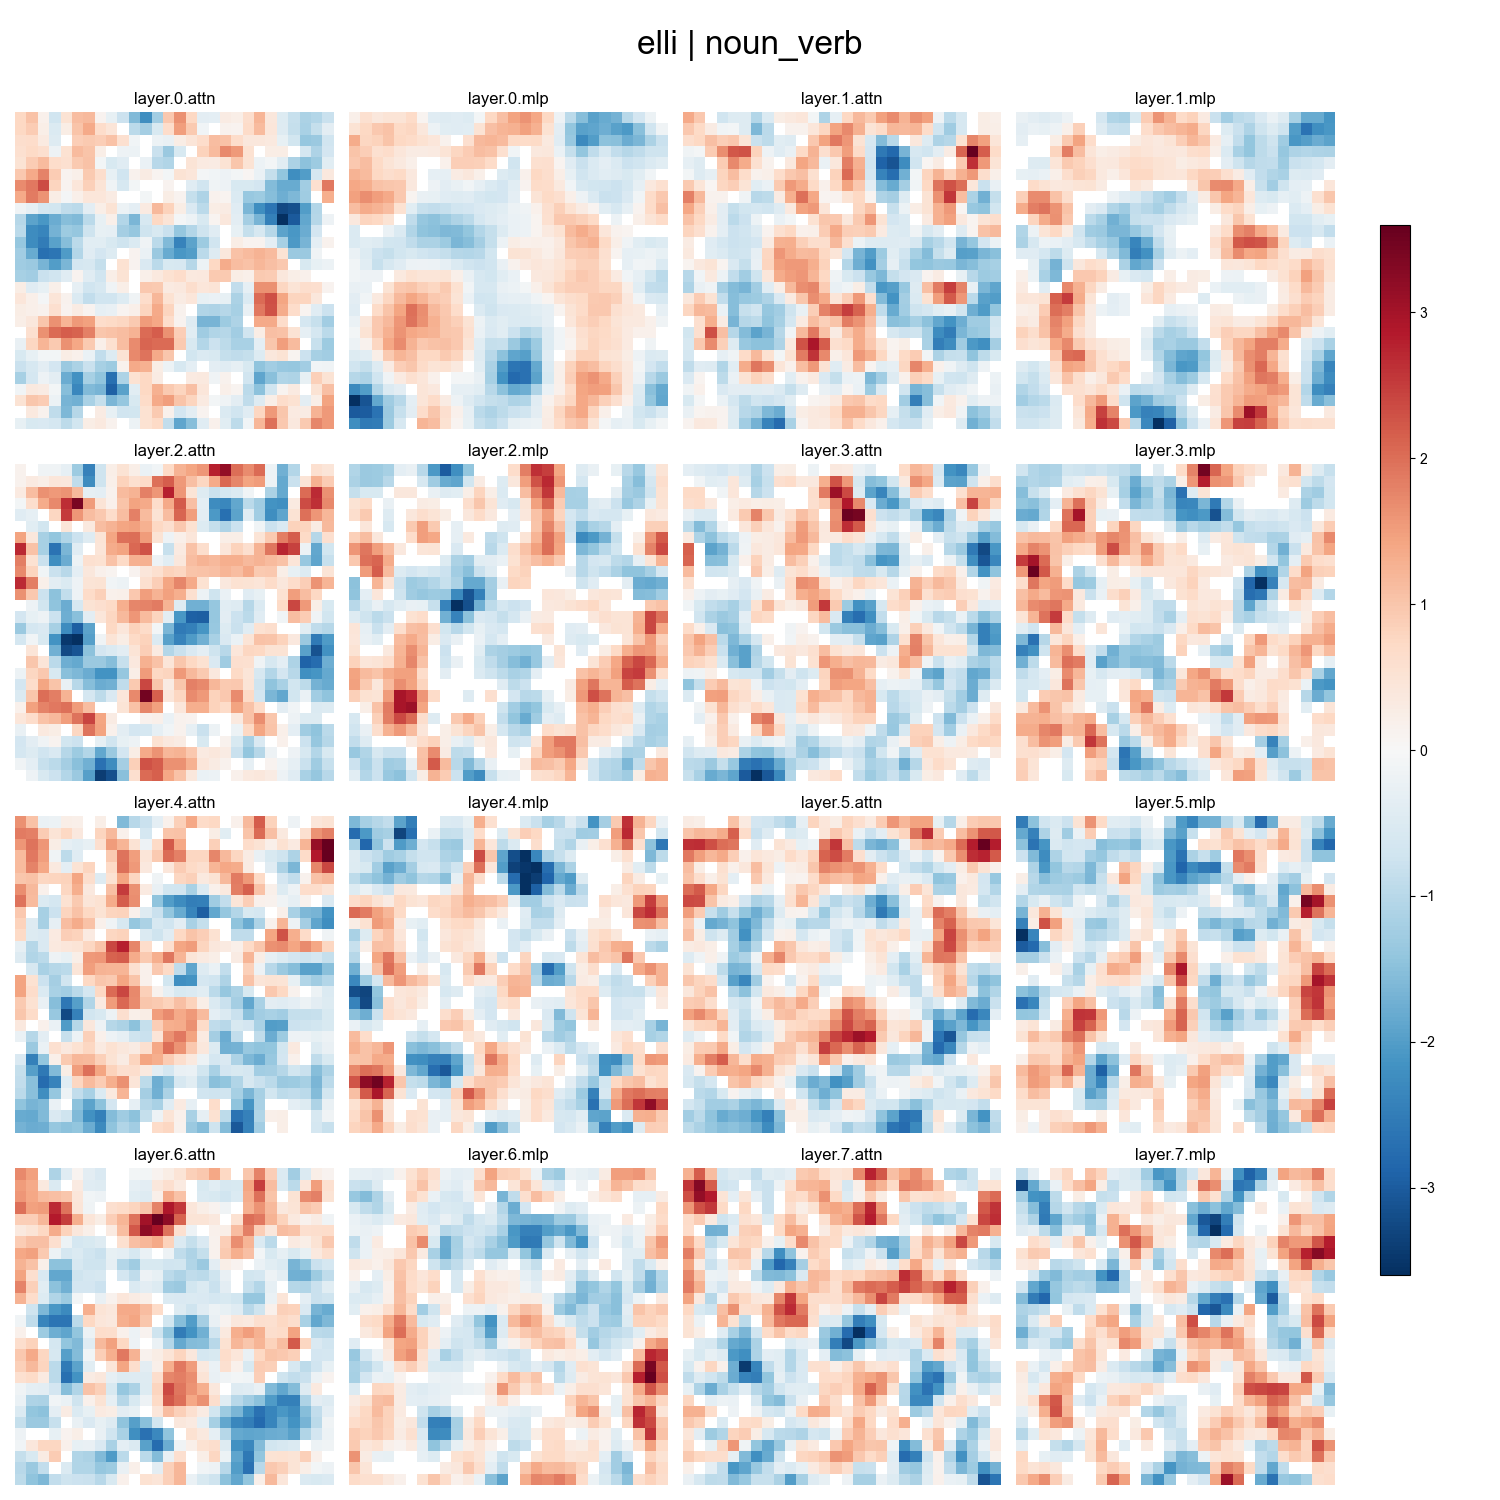 elli | noun_verb
layer.0.attn layer.0.mlp layer.1.attn layer.1.mlp
layer.2.attn layer.2.mlp layer.3.attn layer.3.mlp
layer.4.attn layer.4.mlp layer.5.attn layer.5.mlp
layer.6.attn layer.6.mlp layer.7.attn layer.7.mlp
3
2
1
0
−1
−2
−3